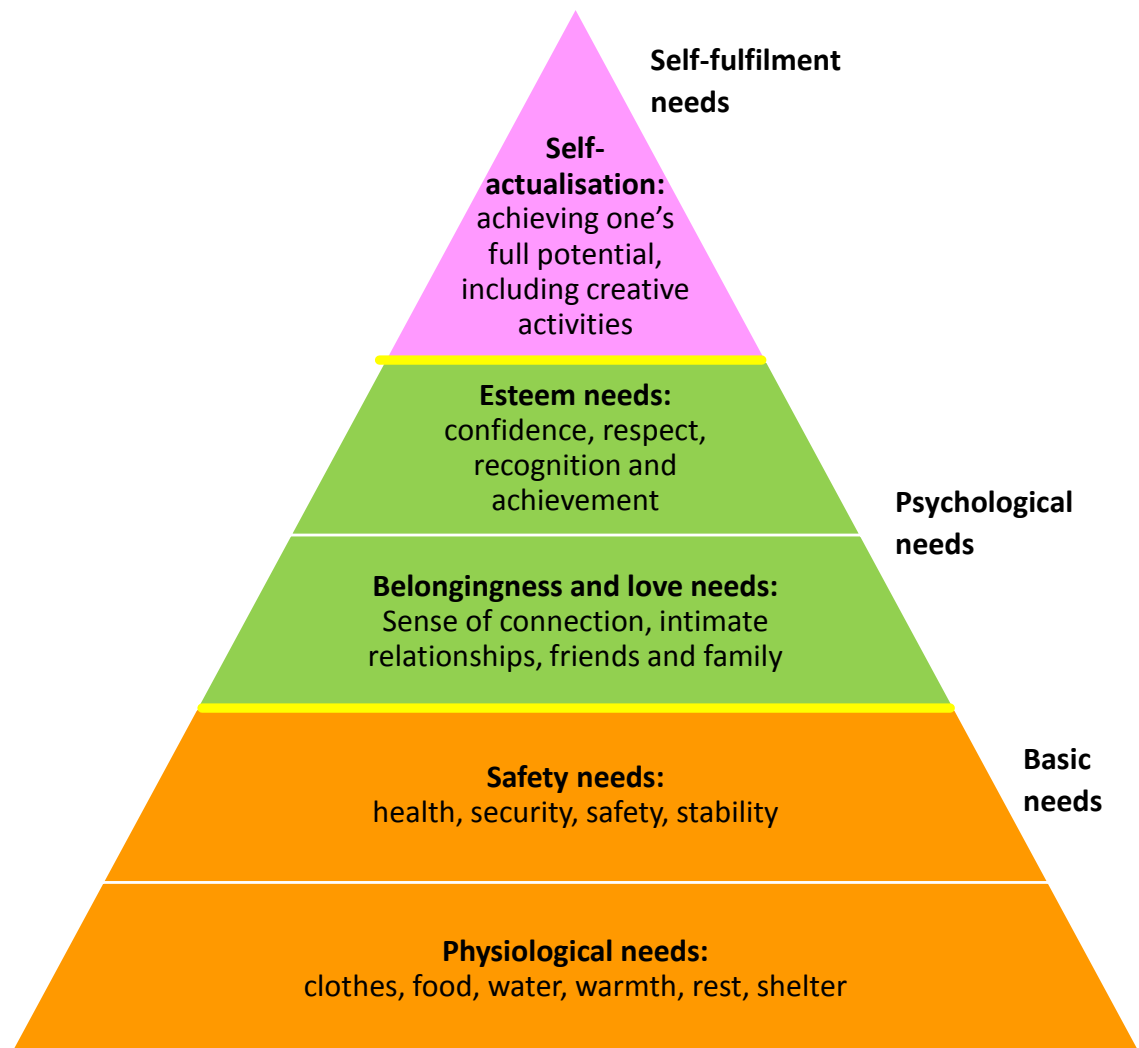 Self-fulfilment
needs
Self-
actualisation:
achieving one’s
full potential,
including creative
activities
Esteem needs:
confidence, respect,
recognition and
achievement
Psychological
needs
Belongingness and love needs:
Sense of connection, intimate
relationships, friends and family
Basic
needs
Safety needs:
health, security, safety, stability
Physiological needs:
clothes, food, water, warmth, rest, shelter